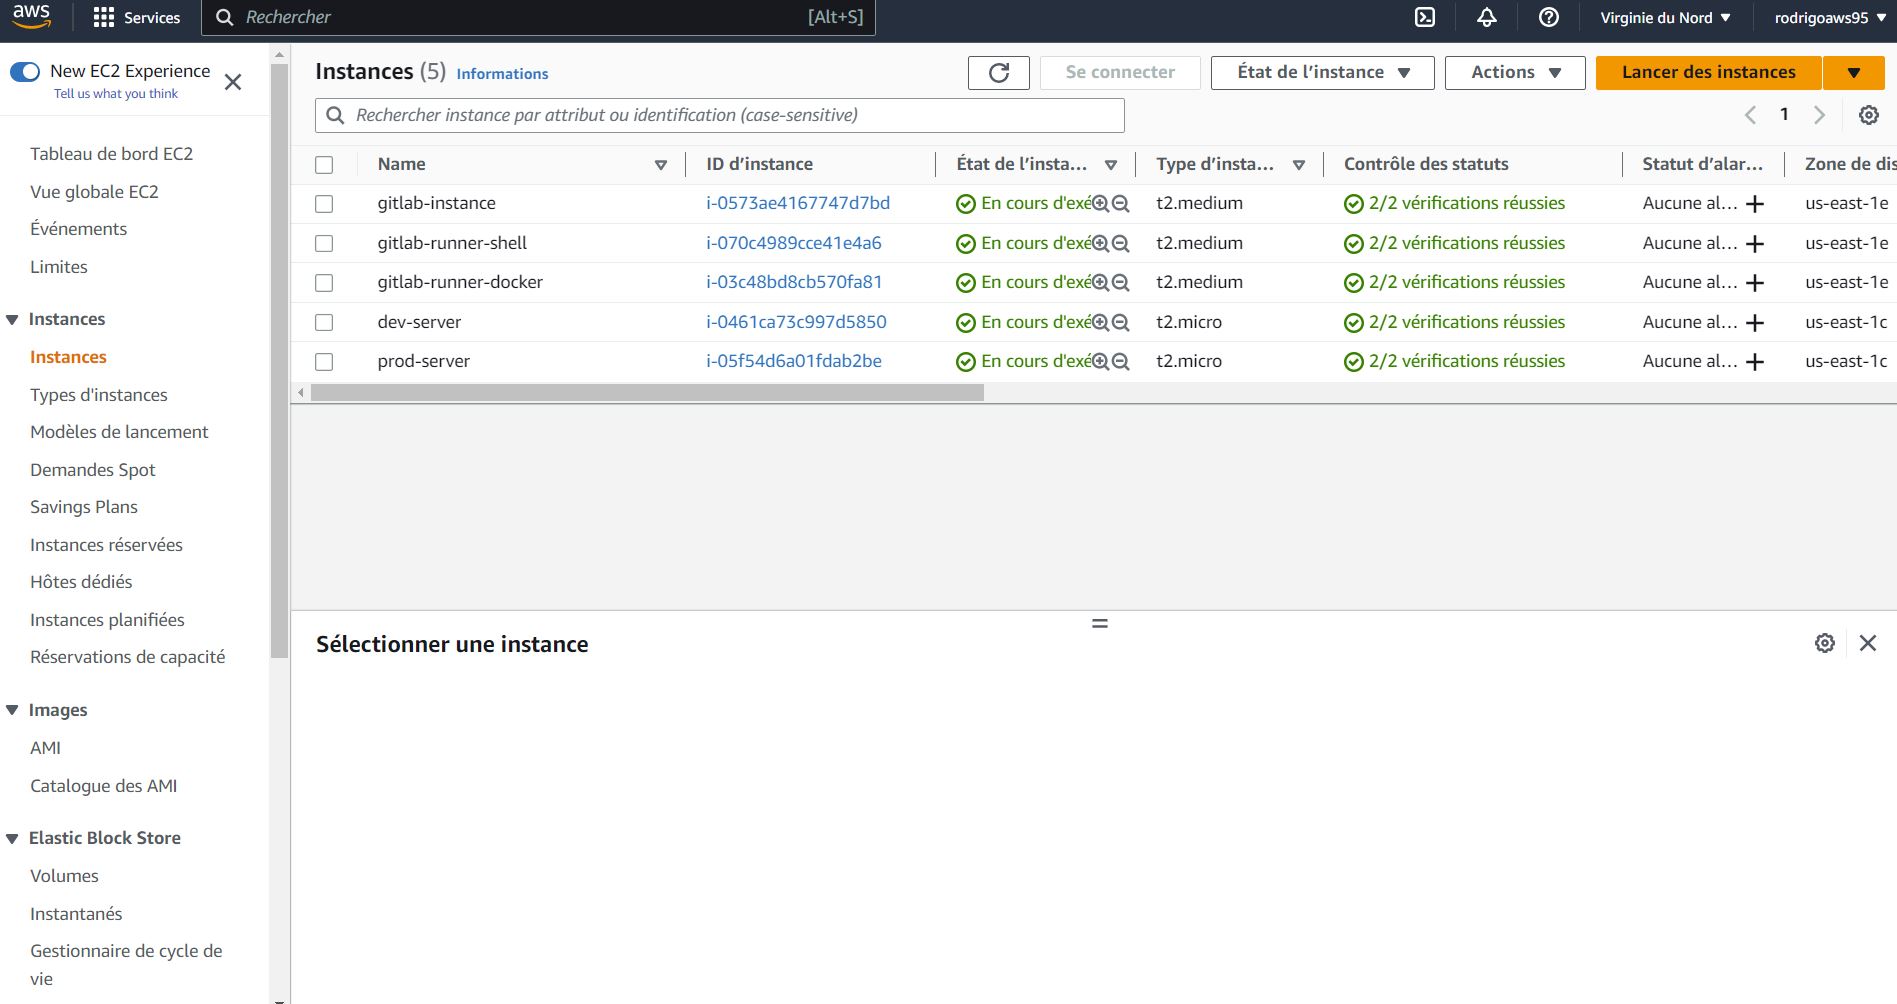 aws
Services
Rechercher
[Alt+S]
Virginie du Nord
rodrigoaws95
New EC2 Experience
Tell us what you think
Tableau de bord EC2
Vue globale EC2
Événements
Limites
Instances
Instances
Types d'instances
Modèles de lancement
Demandes Spot
Savings Plans
Instances réservées
Hôtes dédiés
Instances planifiées
Réservations de capacité
Images
AMI
Catalogue des AMI
Elastic Block Store
Volumes
Instantanés
Gestionnaire de cycle de
vie
Instances (5) Informations
Se connecter
État de l’instance
Actions
Lancer des instances
Rechercher instance par attribut ou identification (case-sensitive)
1
Name ID d’instance État de l’insta… Type d’insta… Contrôle des statuts Statut d’alar… Zone de dis
gitlab-instance i-0573ae4167747d7bd En cours d'exé t2.medium 2/2 vérifications réussies Aucune al… us-east-1e
gitlab-runner-shell i-070c4989cce41e4a6 En cours d'exé t2.medium 2/2 vérifications réussies Aucune al… us-east-1e
gitlab-runner-docker i-03c48bd8cb570fa81 En cours d'exé t2.medium 2/2 vérifications réussies Aucune al… us-east-1e
dev-server i-0461ca73c997d5850 En cours d'exé t2.micro 2/2 vérifications réussies Aucune al… us-east-1c
prod-server i-05f54d6a01fdab2be En cours d'exé t2.micro 2/2 vérifications réussies Aucune al… us-east-1c
Sélectionner une instance